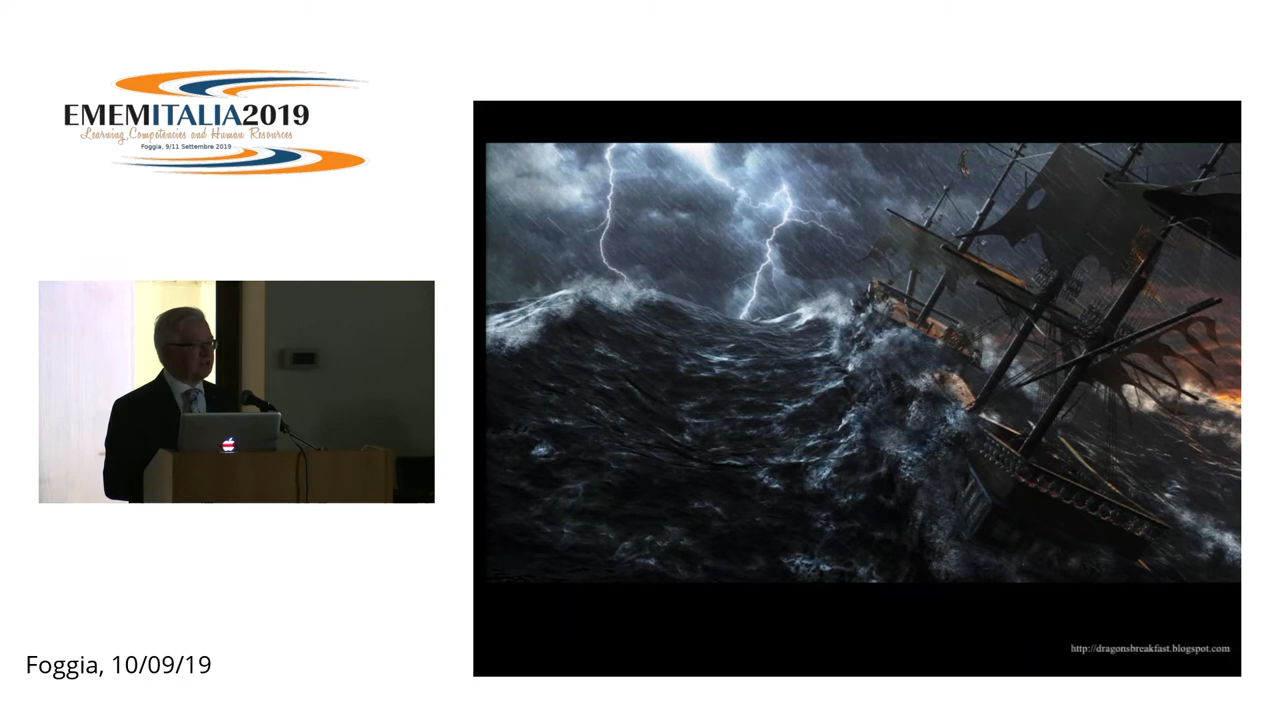 EMEMITALIA2019
Learning, Competencies and Human Resources
Foggia, 9/11 Settembre 2019
http://dragonsbreakfast.blogspot.com
Foggia, 10/09/19